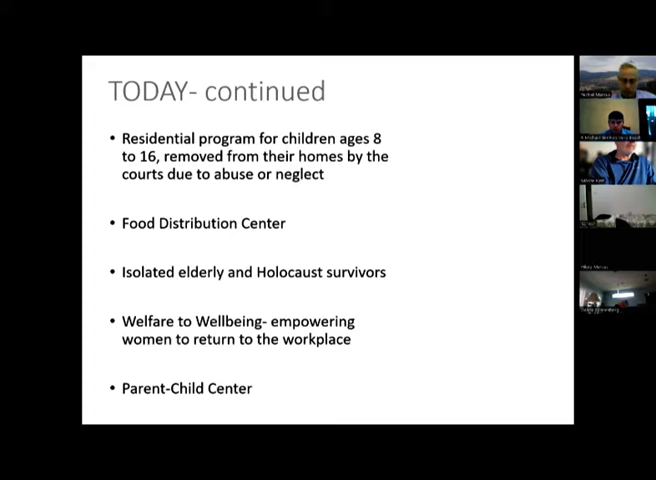 TODAY- continued
• Residential program for children ages 8
to 16, removed from their homes by the
courts due to abuse or neglect
• Food Distribution Center
• Isolated elderly and Holocaust survivors
• Welfare to Wellbeing- empowering
women to return to the workplace
• Parent-Child Center